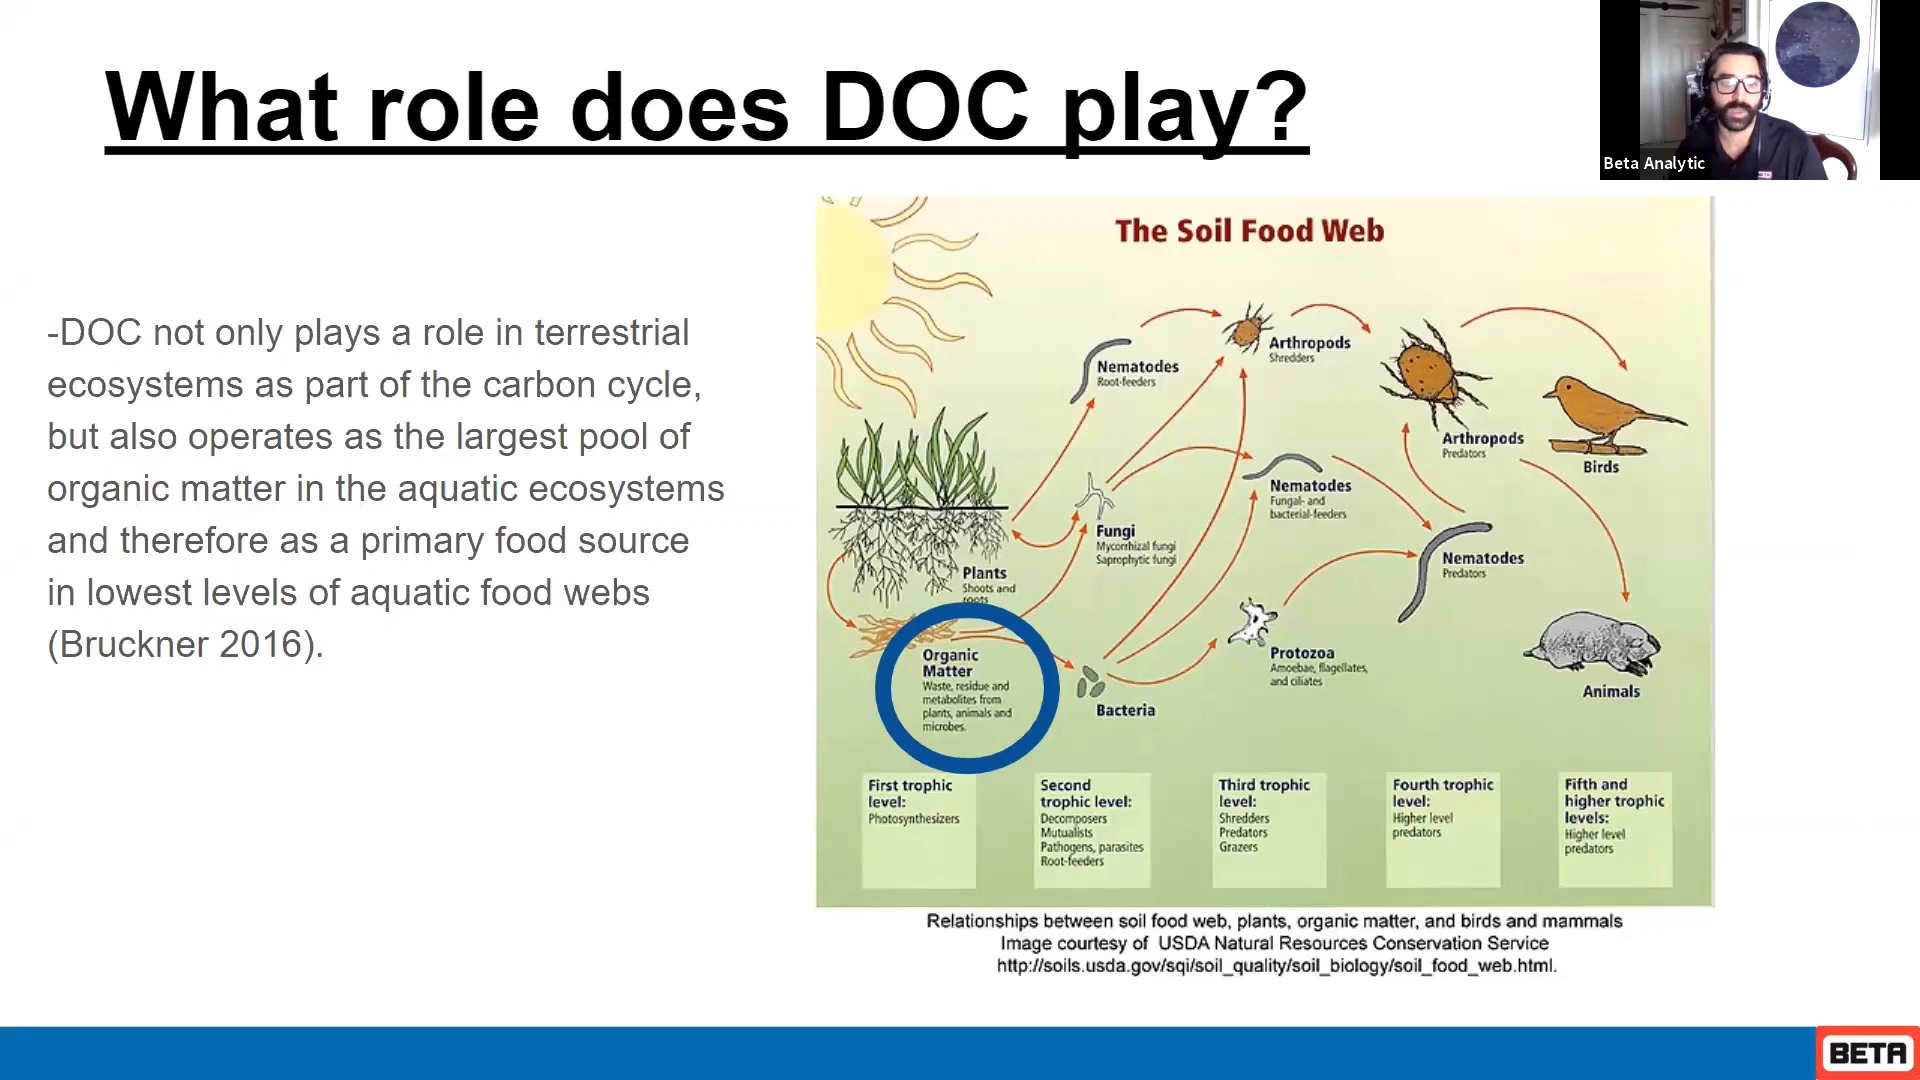 What role does DOC play?
Beta Analytic
-DOC not only plays a role in terrestrial
ecosystems as part of the carbon cycle,
but also operates as the largest pool of
organic matter in the aquatic ecosystems
and therefore as a primary food source
in lowest levels of aquatic food webs
(Bruckner 2016).
The Soil Food Web
Nematodes
Root-feeders
Arthropods
Shredders
Arthropods
Predators
Birds
Nematodes
Fungal- and
bacterial-feeders
Fungi
Mycorrhizal fungi
Saprophytic fungi
Nematodes
Predators
Plants
Shoots and
roots
Organic
Matter
Waste, residue and
metabolites from
plants, animals and
microbes.
Bacteria
Protozoa
Amoebae, flagellates,
and ciliates
Animals
First trophic
level:
Photosynthesizers
Second
trophic level:
Decomposers
Mutualists
Pathogens, parasites
Root-feeders
Third trophic
level:
Shredders
Predators
Grazers
Fourth trophic
level:
Higher level
predators
Fifth and
higher trophic
levels:
Higher level
predators
Relationships between soil food web, plants, organic matter, and birds and mammals
Image courtesy of USDA Natural Resources Conservation Service
http://soils.usda.gov/sqi/soil_quality/soil_biology/soil_food_web.html.
BETA